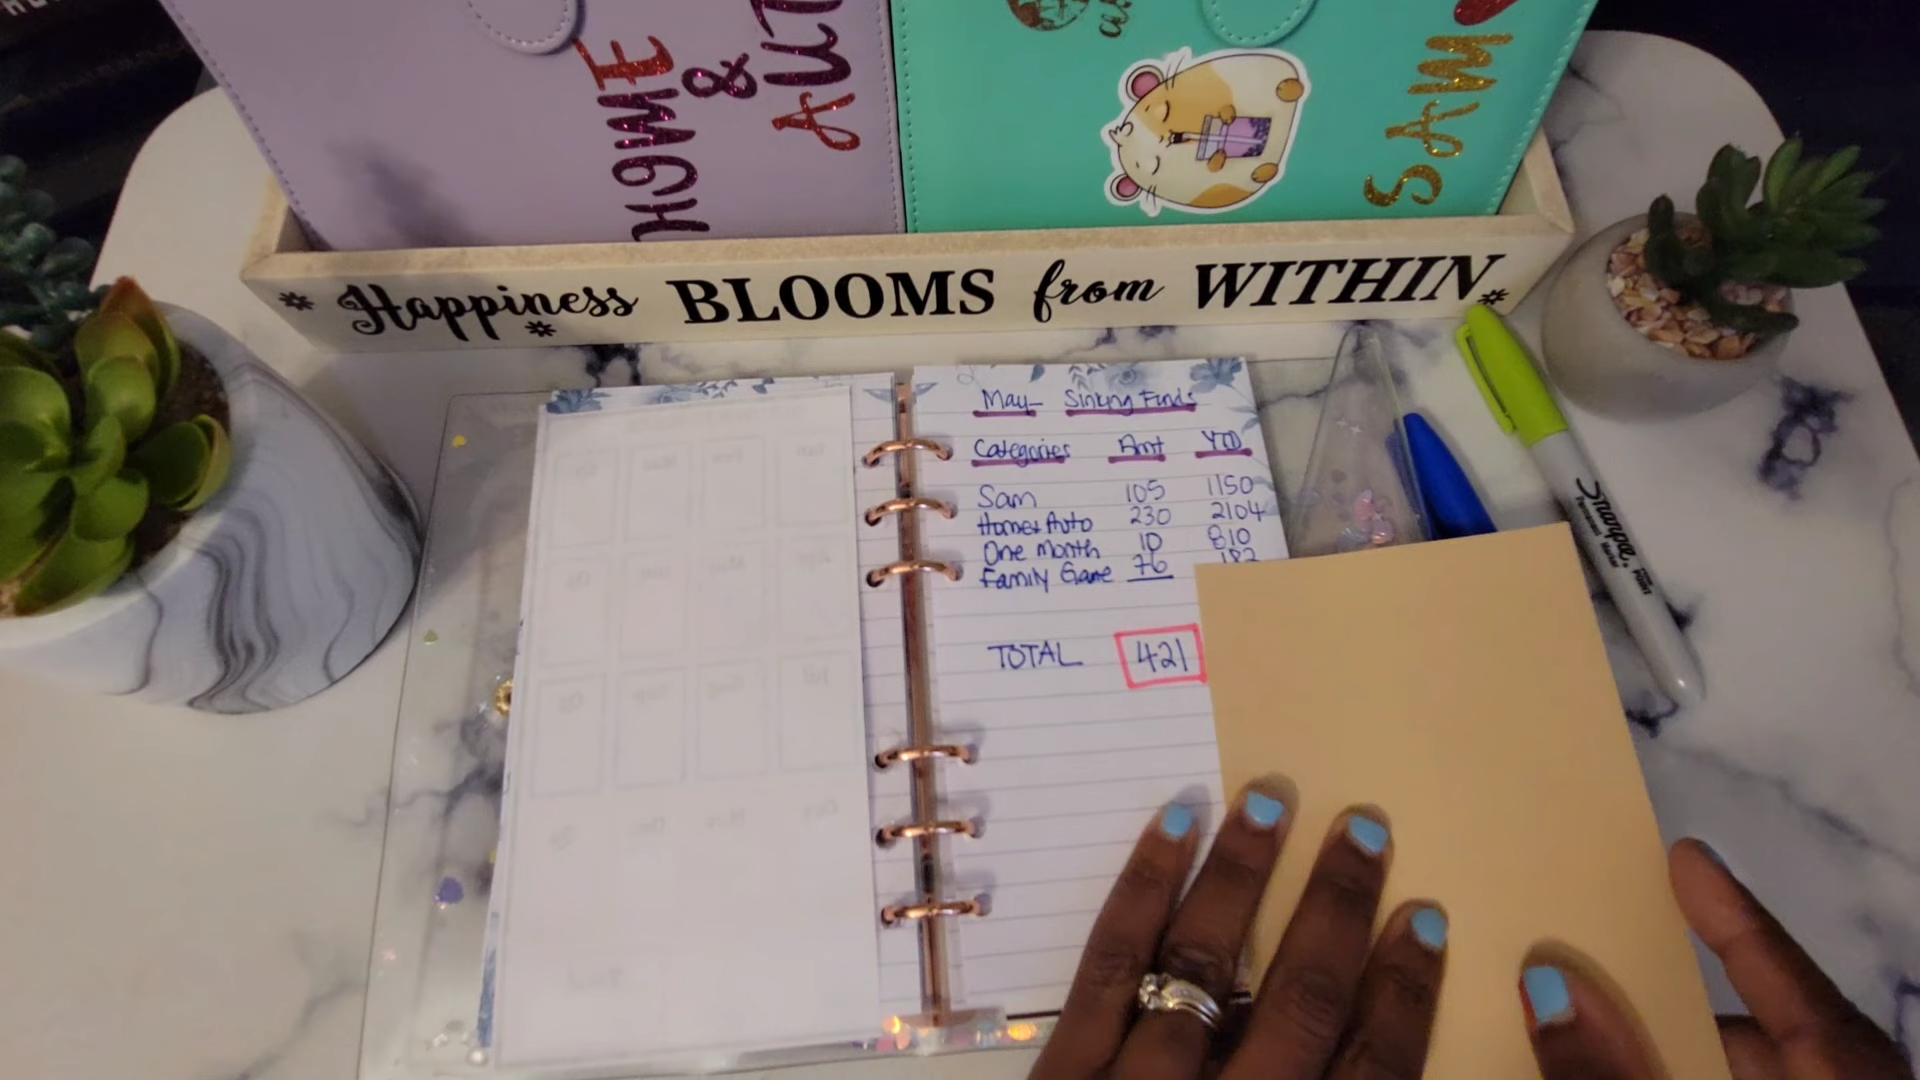 HOME
&
AUT
SAM
Happiness BLOOMS from WITHIN
May- Sinking Funds
Categories Amt YTD
Sam 105 1150
Home & Auto 230 2104
One Month 10 810
Family Game 76 182
TOTAL 421
Sharpie